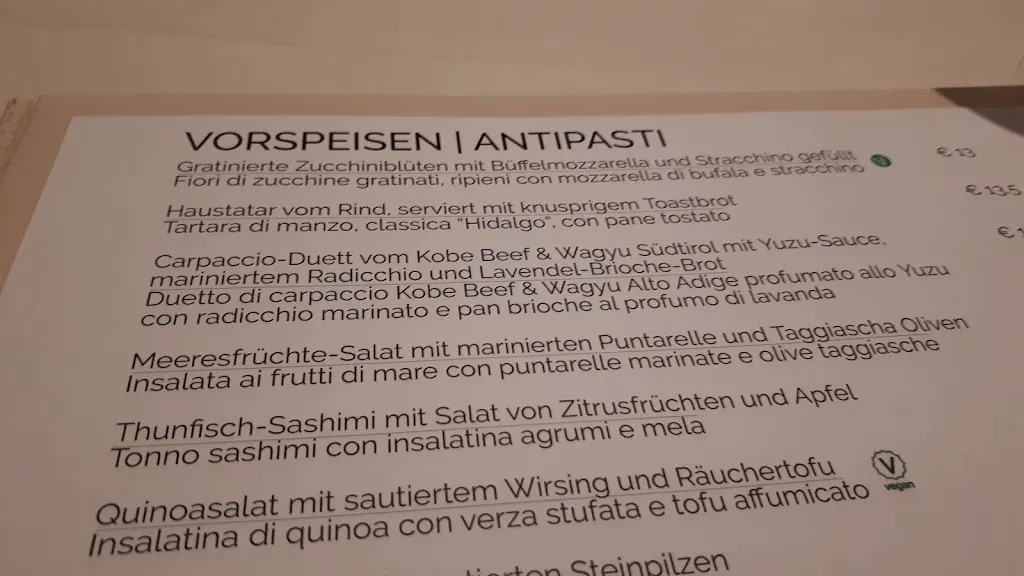 VORSPEISEN | ANTIPASTI
Gratinierte Zucchiniblüten mit Büffelmozzarella und Stracchino gefüllt
Fiori di zucchine gratinati, ripieni con mozzarella di bufala e stracchino
€ 13
Haustatar vom Rind, serviert mit knusprigem Toastbrot
Tartara di manzo, classica "Hidalgo", con pane tostato
€ 13,5
Carpaccio-Duett vom Kobe Beef & Wagyu Südtirol mit Yuzu-Sauce,
mariniertem Radicchio und Lavendel-Brioche-Brot
Duetto di carpaccio Kobe Beef & Wagyu Alto Adige profumato allo Yuzu
con radicchio marinato e pan brioche al profumo di lavanda
€ 1
Meeresfrüchte-Salat mit marinierten Puntarelle und Taggiascha Oliven
Insalata ai frutti di mare con puntarelle marinate e olive taggiasche
Thunfisch-Sashimi mit Salat von Zitrusfrüchten und Apfel
Tonno sashimi con insalatina agrumi e mela
Quinoasalat mit sautiertem Wirsing und Räuchertofu
Insalatina di quinoa con verza stufata e tofu affumicato
V
vegan
Steinpilzen